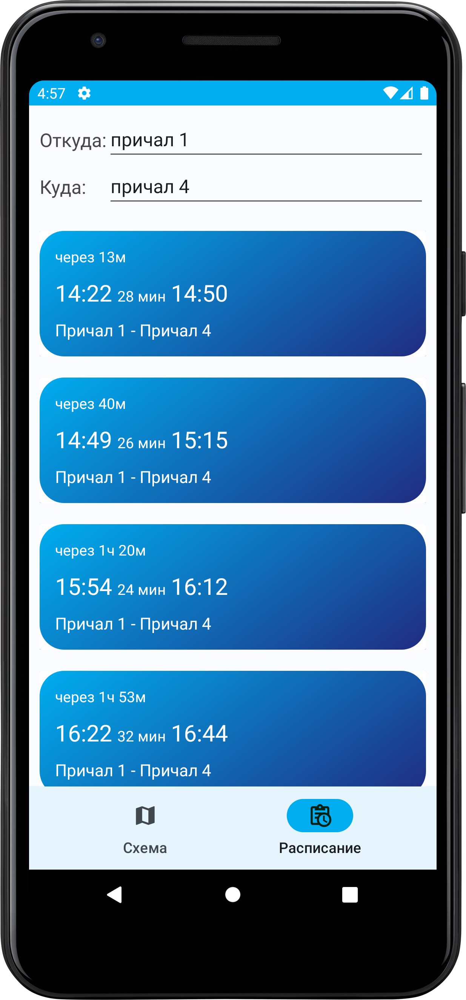 4:57
Откуда: причал 1
Куда: причал 4
через 13м
14:22 28 мин 14:50
Причал 1 - Причал 4
через 40м
14:49 26 мин 15:15
Причал 1 - Причал 4
через 1ч 20м
15:54 24 мин 16:12
Причал 1 - Причал 4
через 1ч 53м
16:22 32 мин 16:44
Причал 1 - Причал 4
Схема Расписание